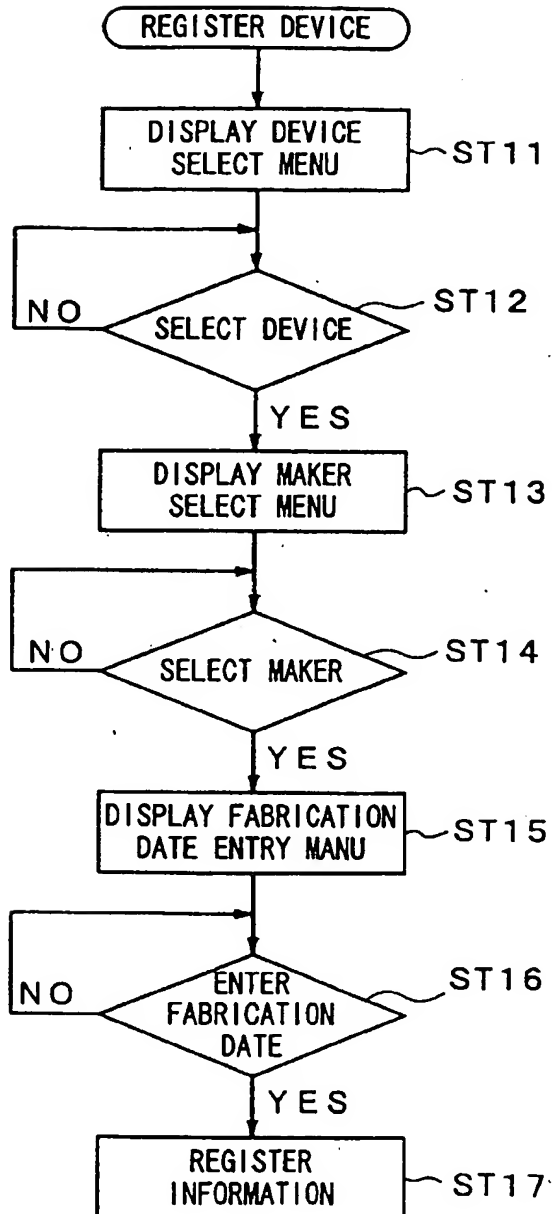 REGISTER DEVICE
DISPLAY DEVICE
SELECT MENU
ST11
NO
SELECT DEVICE
ST12
YES
DISPLAY MAKER
SELECT MENU
ST13
NO
SELECT MAKER
ST14
YES
DISPLAY FABRICATION
DATE ENTRY MANU
ST15
NO
ENTER
FABRICATION
DATE
ST16
YES
REGISTER
INFORMATION
ST17